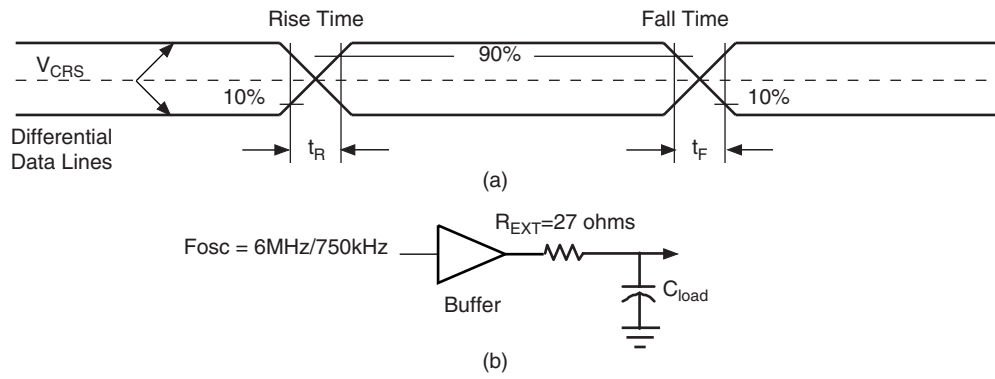 Rise Time
Fall Time
V_CRS
90%
10%
10%
Differential
Data Lines
t_R
t_F
(a)
R_EXT=27 ohms
Fosc = 6MHz/750kHz
C_load
Buffer
(b)